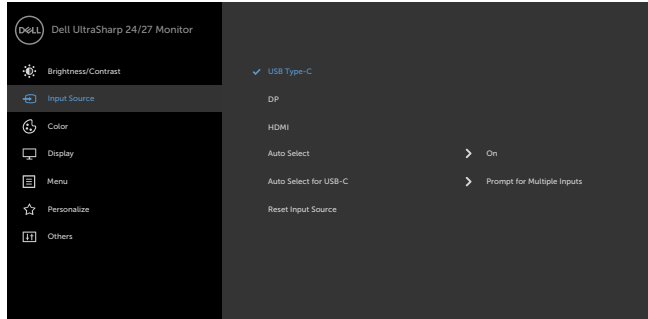 DELL Dell UltraSharp 24/27 Monitor
Brightness/Contrast USB Type-C
Input Source DP
Color HDMI
Display Auto Select On
Menu Auto Select for USB-C Prompt for Multiple Inputs
Personalize Reset Input Source
Others